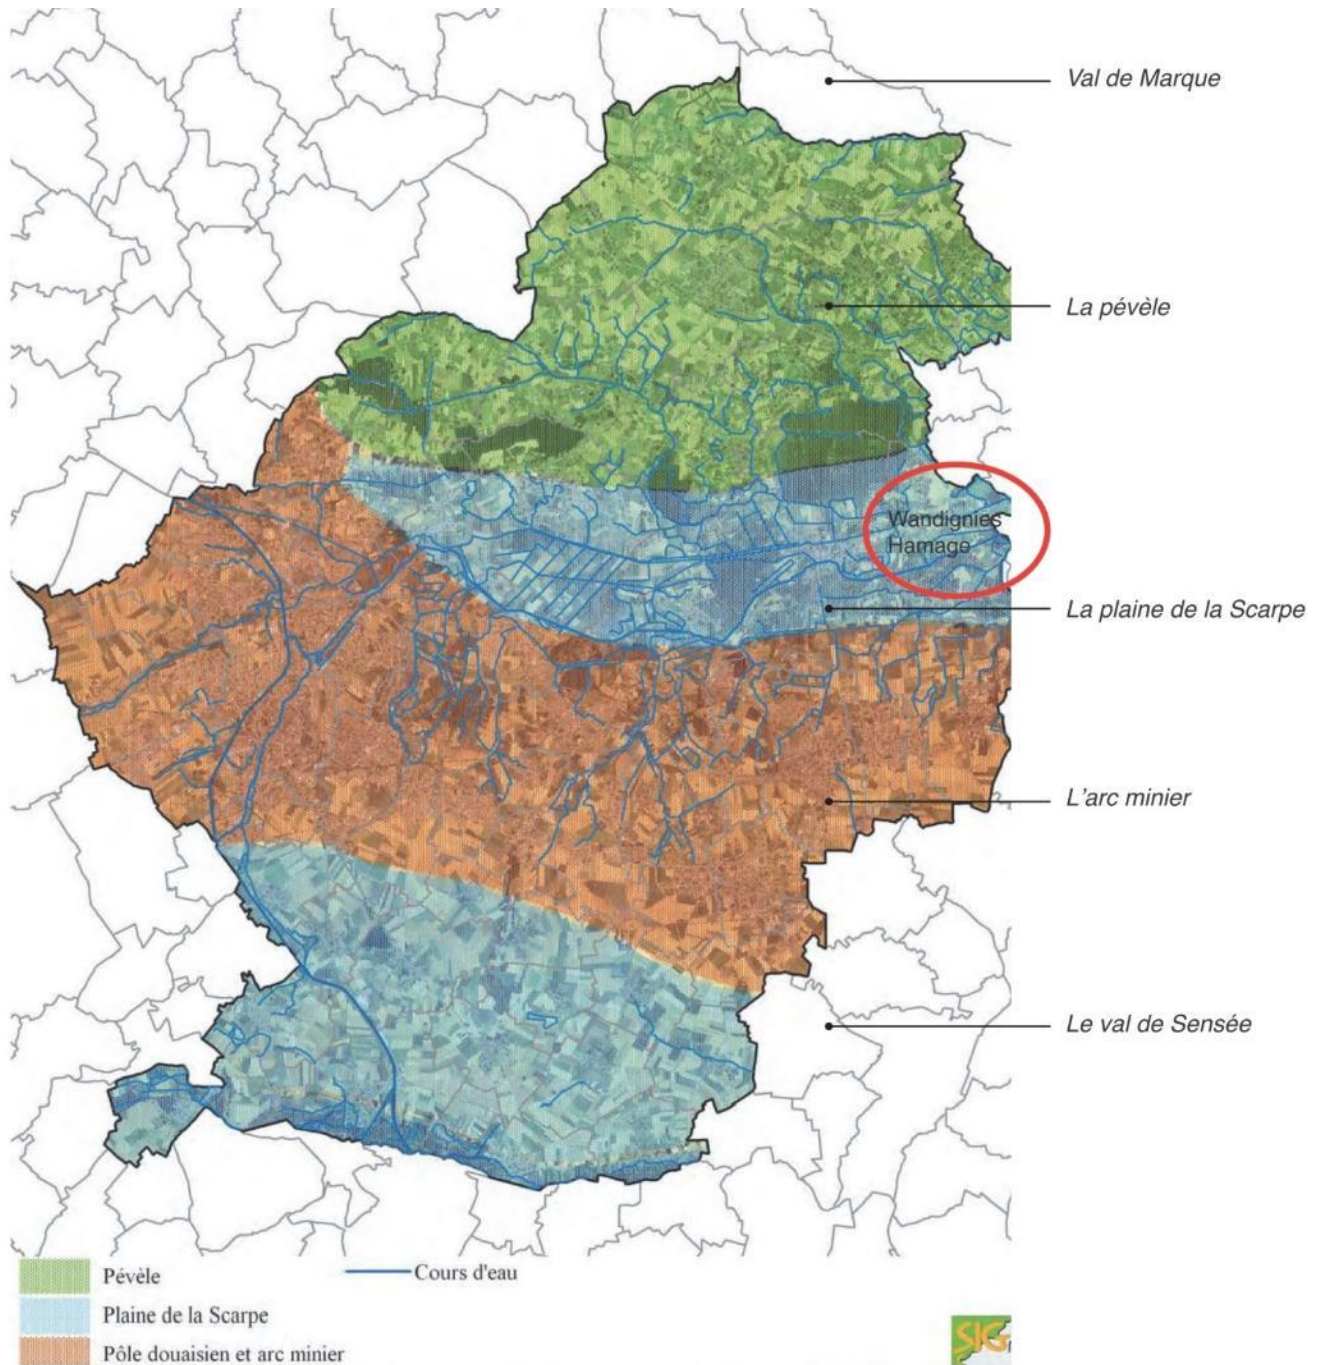 Val de Marque
La pévèle
Wandignies
Hamage
La plaine de la Scarpe
L'arc minier
Le val de Sensée
Pévèle
Cours d'eau
Plaine de la Scarpe
Pôle douaisien et arc minier
SIG